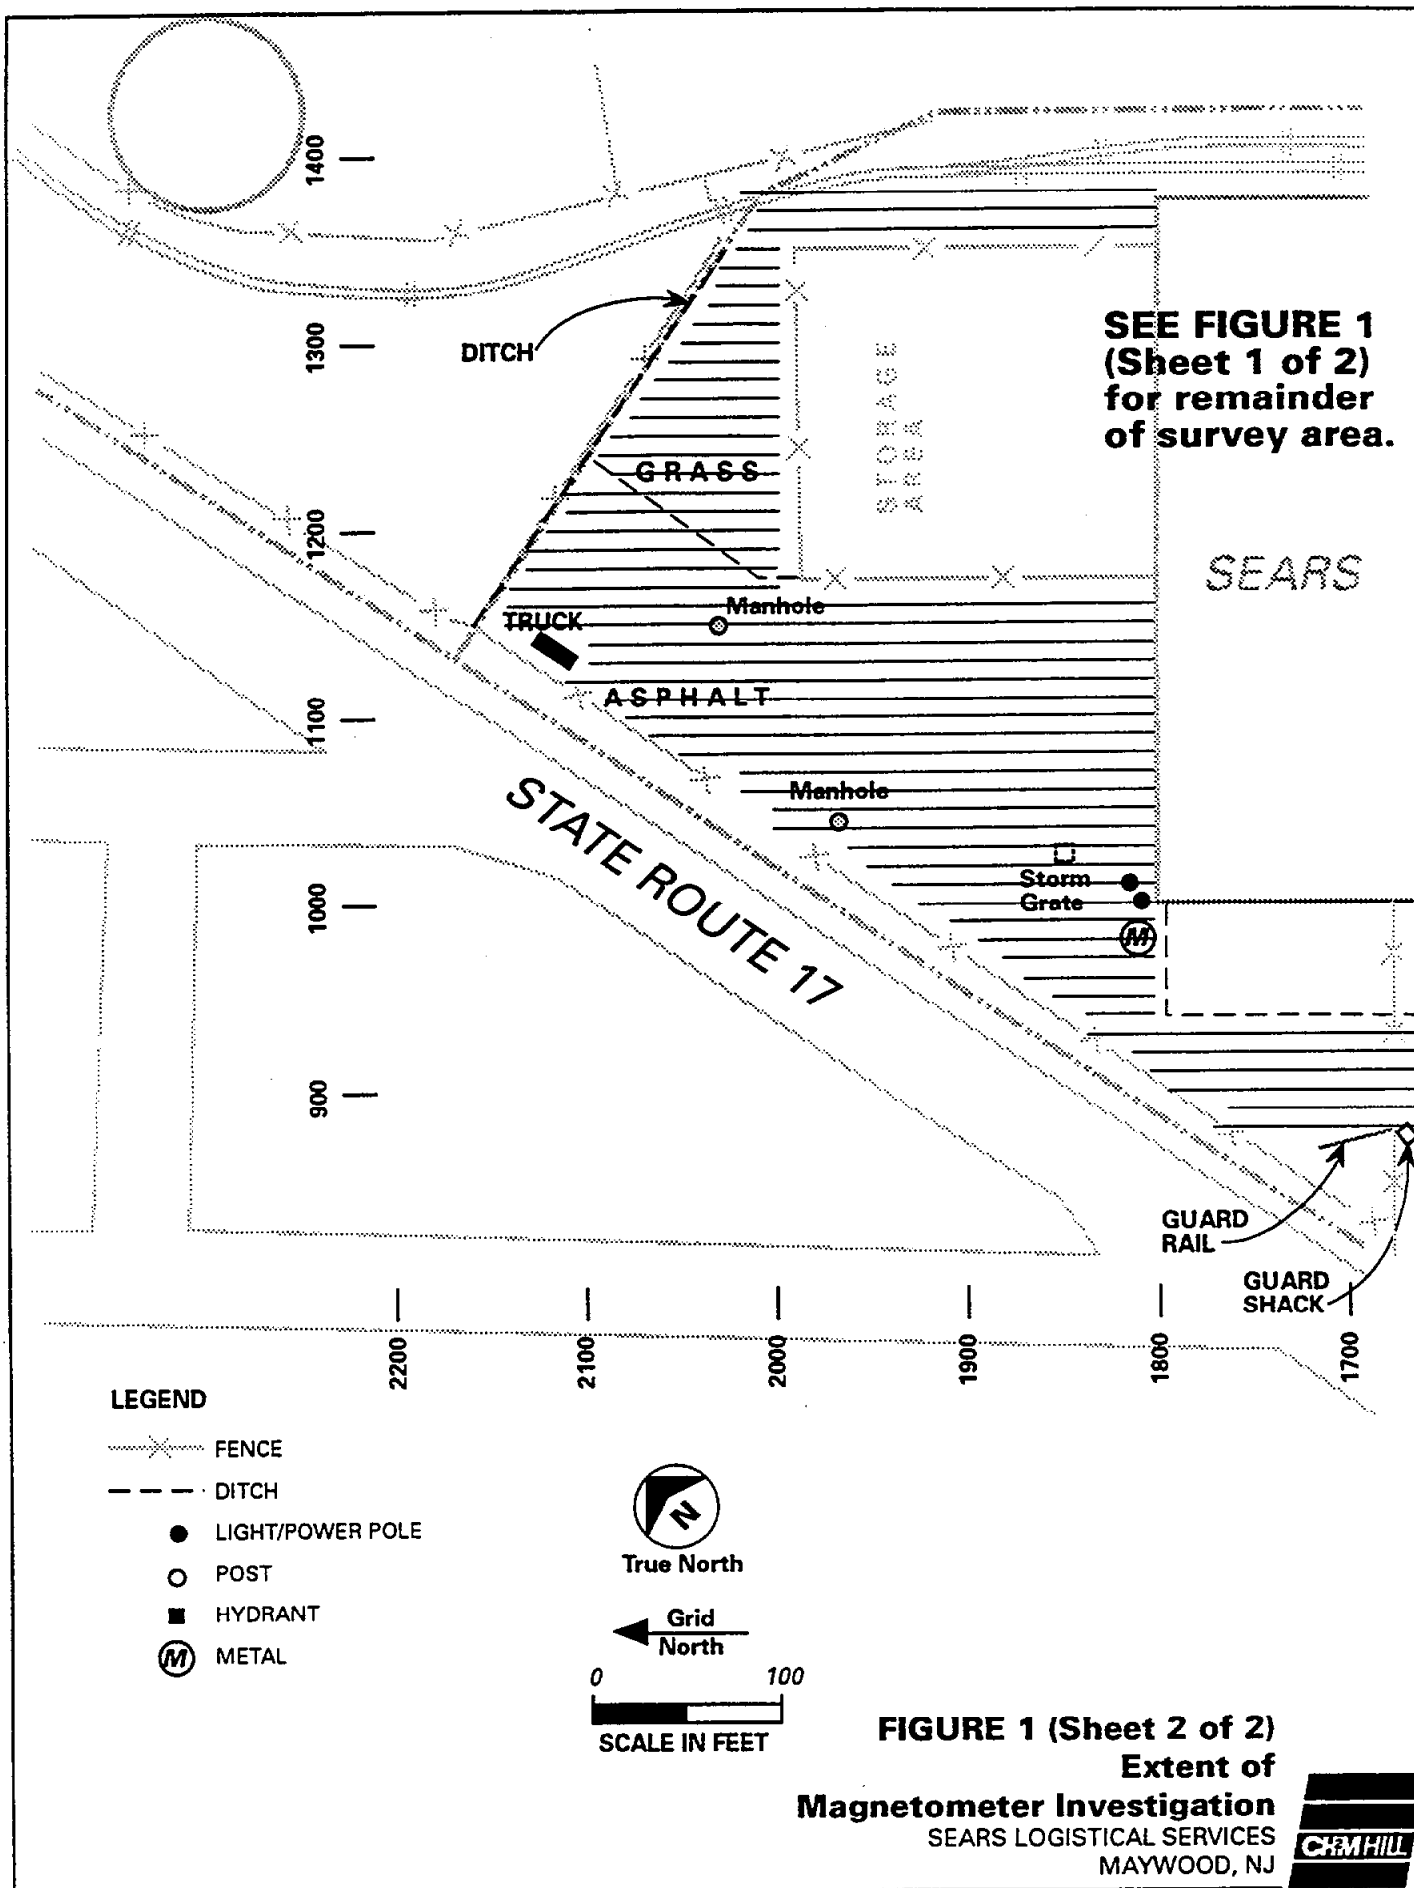 1400
1300
DITCH
SEE FIGURE 1
(Sheet 1 of 2)
for remainder
of survey area.
STORAGE
AREA
GRASS
1200
SEARS
Manhole
TRUCK
ASPHALT
1100
Manhole
STATE ROUTE 17
Storm
Grate
1000
M
900
GUARD
RAIL
GUARD
SHACK
2200
2100
2000
1900
1800
1700
LEGEND
FENCE
DITCH
LIGHT/POWER POLE
POST
HYDRANT
M METAL
N
True North
Grid
North
0 100
SCALE IN FEET
FIGURE 1 (Sheet 2 of 2)
Extent of
Magnetometer Investigation
SEARS LOGISTICAL SERVICES
MAYWOOD, NJ
CH2M HILL